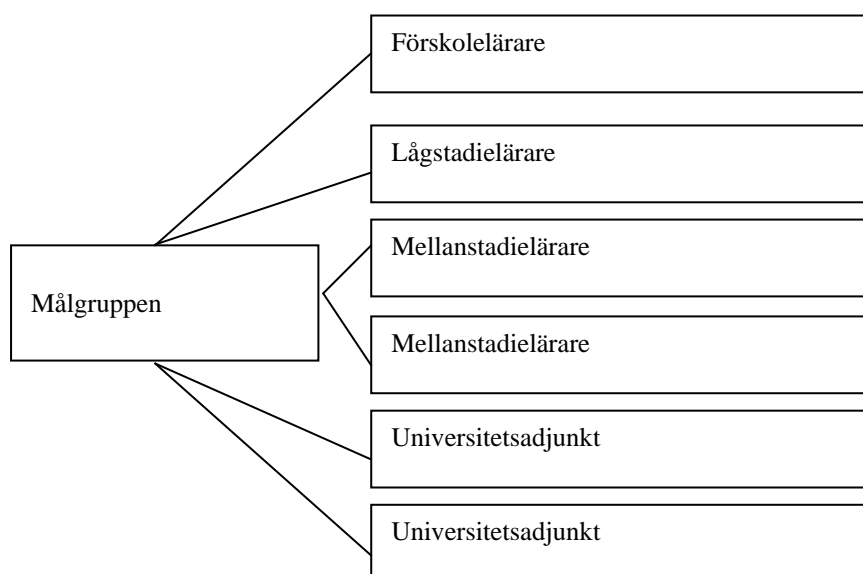 Förskolelärare
Lågstadielärare
Mellanstadielärare
Målgruppen
Mellanstadielärare
Universitetsadjunkt
Universitetsadjunkt